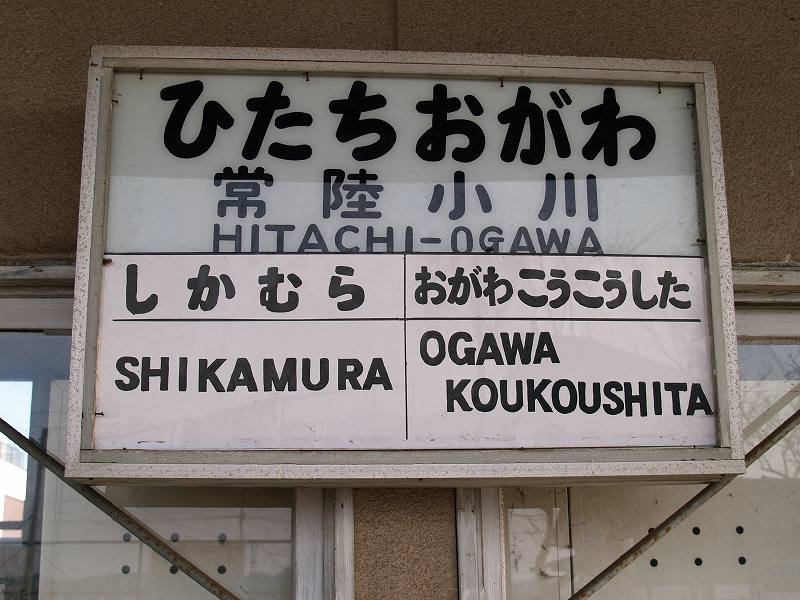 ひたちおがわ
常陸小川
HITACHI-OGAWA
しかむら
SHIKAMURA
おがわこうこうした
OGAWA
KOUKOUSHITA